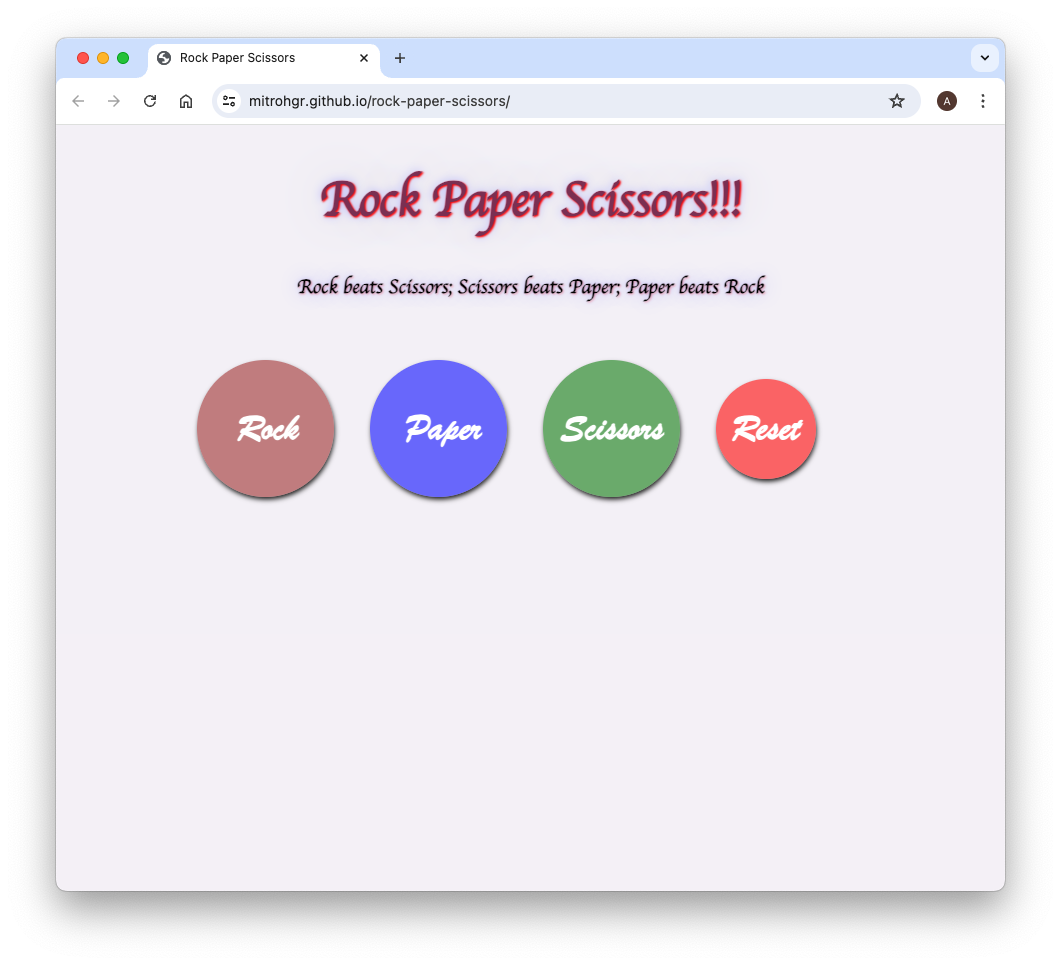 Rock Paper Scissors
mitrohgr.github.io/rock-paper-scissors/
A
Rock Paper Scissors!!!
Rock beats Scissors; Scissors beats Paper; Paper beats Rock
Rock Paper Scissors Reset